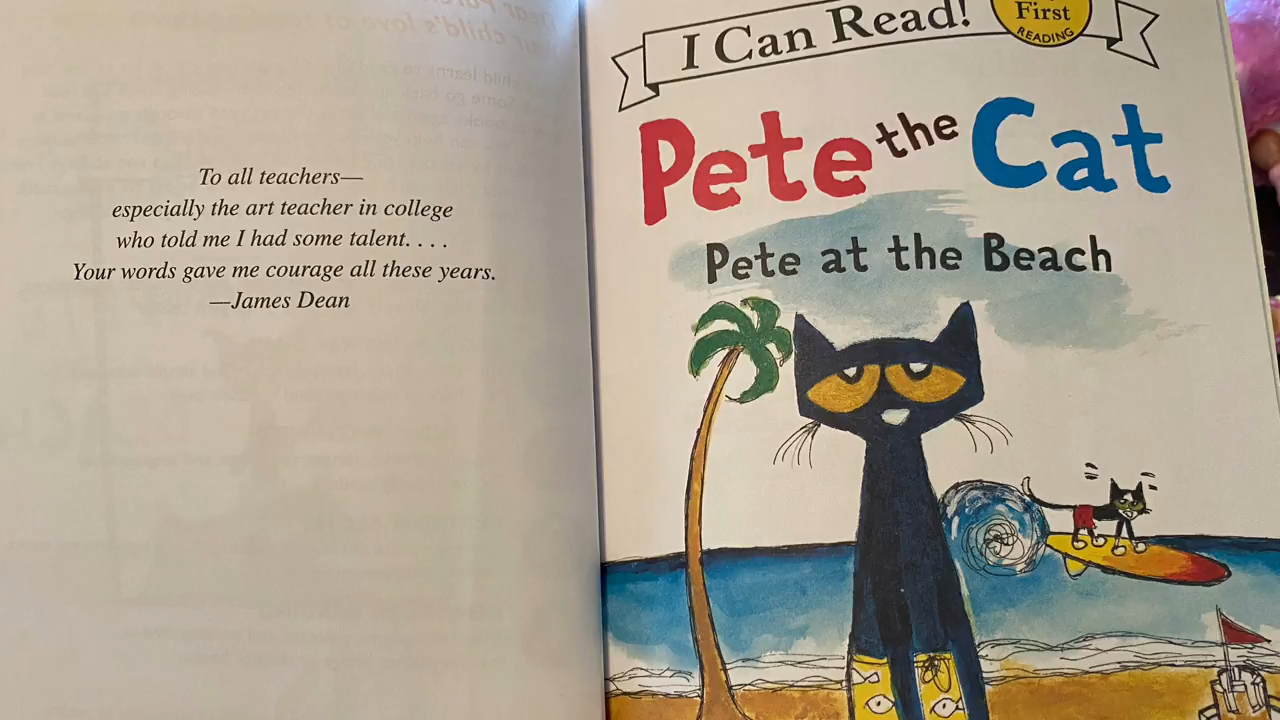 To all teachers—
especially the art teacher in college
who told me I had some talent. . . .
Your words gave me courage all these years.
—James Dean
I Can Read!
First
READING
Pete the Cat
Pete at the Beach